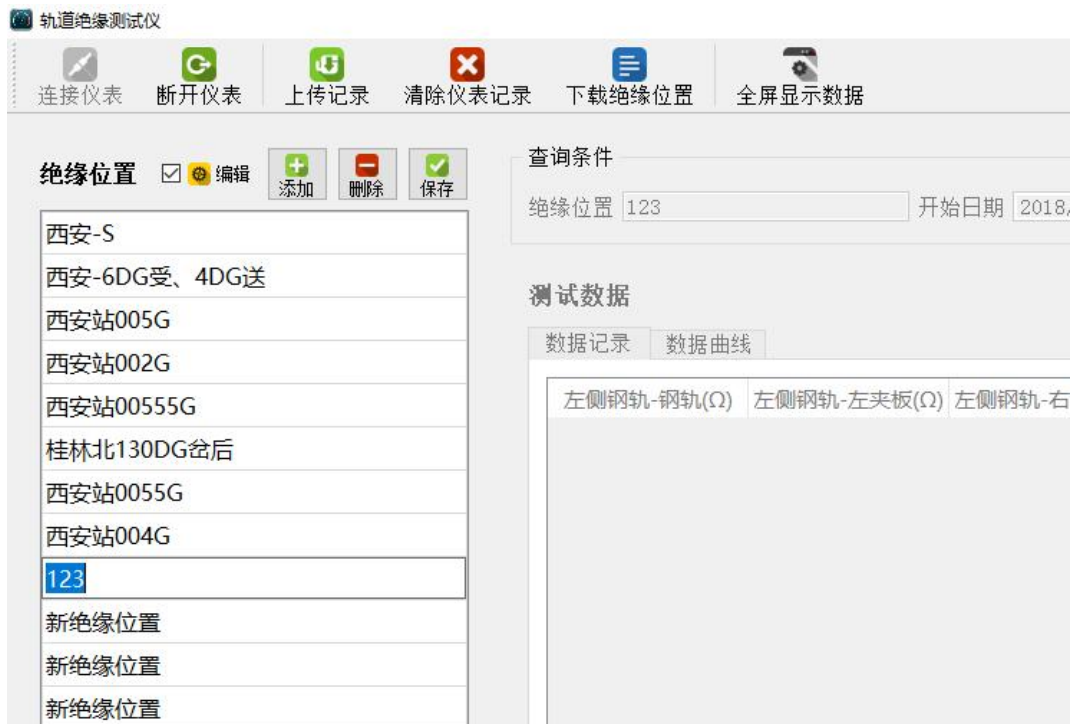 轨道绝缘测试仪
连接仪表 断开仪表 上传记录 清除仪表记录 下载绝缘位置 全屏显示数据
绝缘位置 编辑 添加 删除 保存
西安-S
西安-6DG受、4DG送
西安站005G
西安站002G
西安站00555G
桂林北130DG岔后
西安站0055G
西安站004G
123
新绝缘位置
新绝缘位置
新绝缘位置
查询条件
绝缘位置 123 开始日期 2018/
测试数据
数据记录 数据曲线
左侧钢轨-钢轨(Ω) 左侧钢轨-左夹板(Ω) 左侧钢轨-右